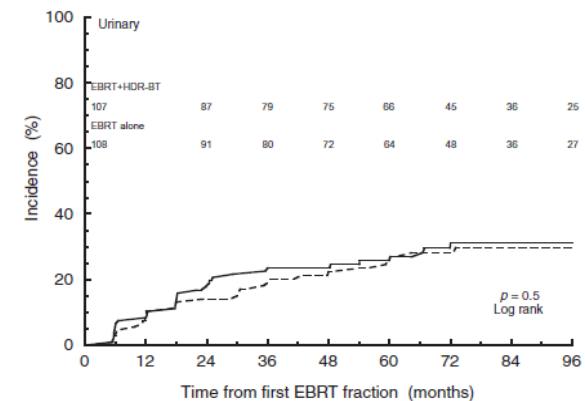 100
80
60
40
20
0
Incidence (%)
Urinary
EBRT+HDR-BT
107 87 79 75 66 45 36 25
EBRT alone
108 91 80 72 64 48 36 27
p = 0.5
Log rank
0 12 24 36 48 60 72 84 96
Time from first EBRT fraction (months)